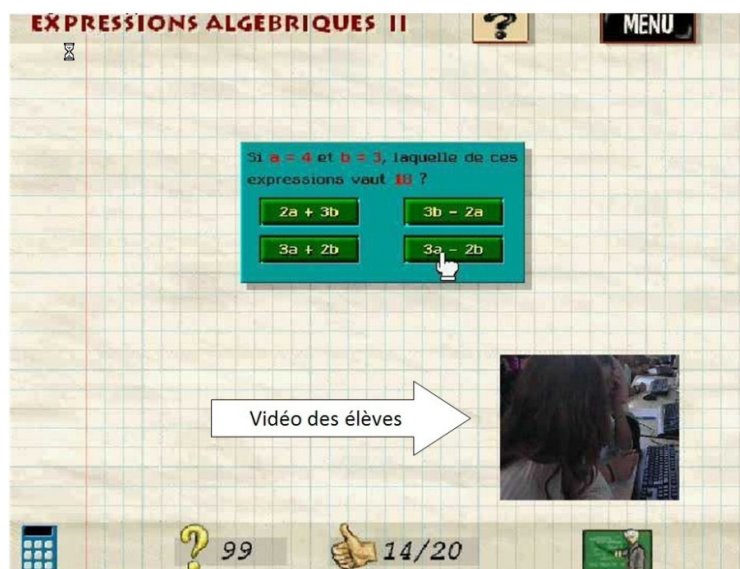 EXPRESSIONS ALGÉBRIQUES II
?
MENU
Si a = 4 et b = 3, laquelle de ces
expressions vaut 18 ?
2a + 3b
3b - 2a
3a + 2b
3a - 2b
Vidéo des élèves
? 99
14/20